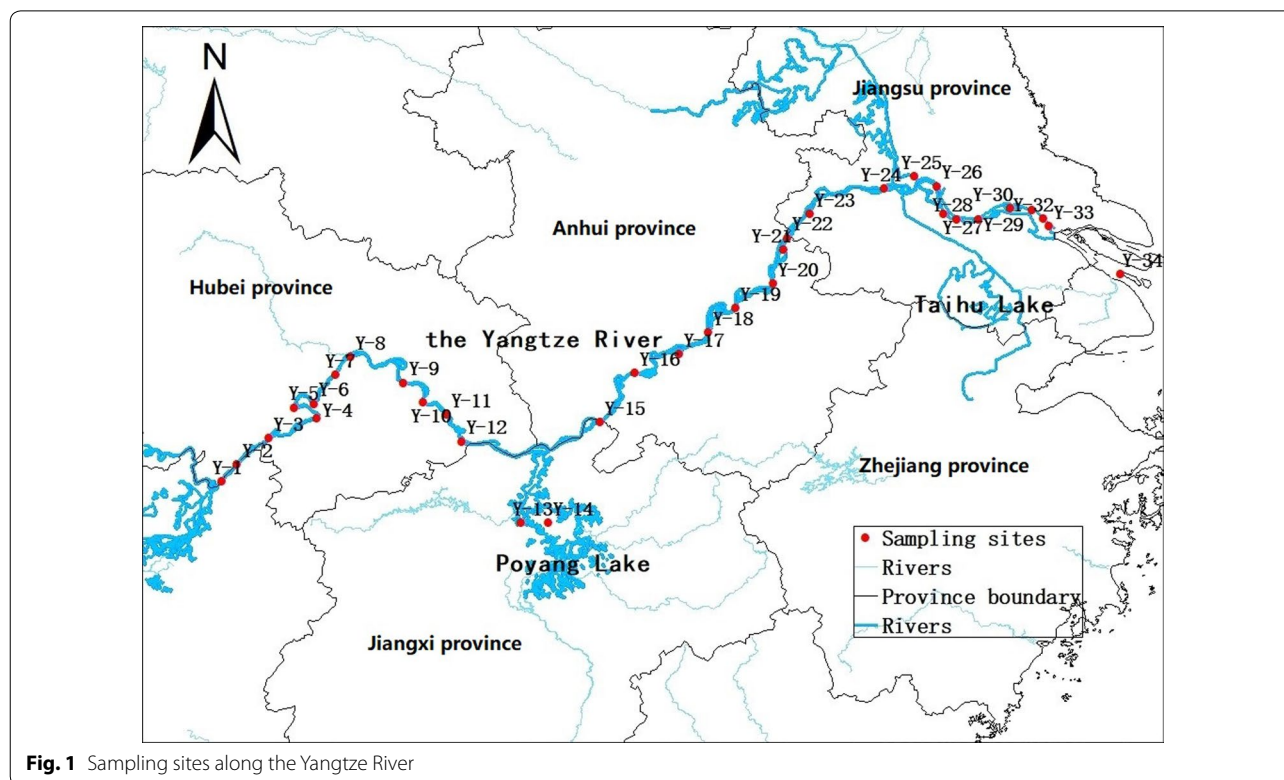 N
Jiangsu province
Y-25
Y-24
Y-26
Y-23
Y-30
Y-32
Y-28
Y-33
Anhui province
Y-22
Y-27
Y-29
Y-21
Y-34
Y-20
Hubei province
Y-19
Taihu Lake
Y-18
the Yangtze River
Y-17
Y-8
Y-16
Y-7
Y-9
Y-6
Y-5
Y-4
Y-11
Y-10
Y-15
Y-3
Y-12
Y-2
Zhejiang province
Y-1
Y-13
Y-14
Sampling sites
Rivers
Province boundary
Rivers
Poyang Lake
Jiangxi province
Fig. 1 Sampling sites along the Yangtze River